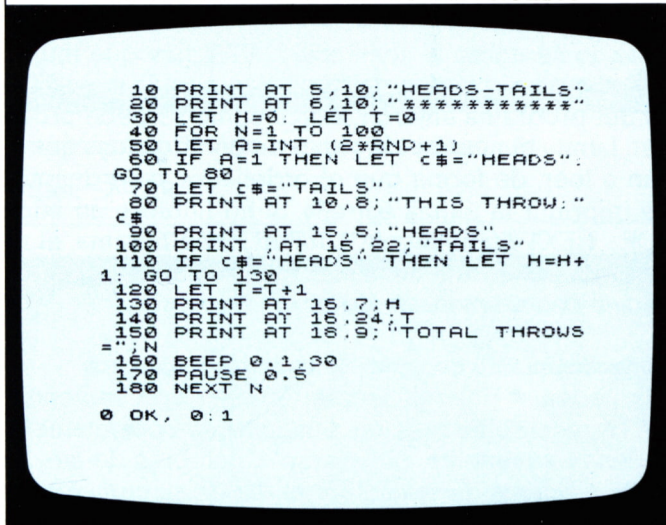 10 PRINT AT 5,10;"HEADS-TAILS"
20 PRINT AT 6,10;"***********"
30 LET H=0: LET T=0
40 FOR N=1 TO 100
50 LET A=INT (2*RND+1)
60 IF A=1 THEN LET c$="HEADS":
GO TO 80
70 LET c$="TAILS"
80 PRINT AT 10,8;"THIS THROW:"
c$
90 PRINT AT 15,5;"HEADS"
100 PRINT ;AT 15,22;"TAILS"
110 IF c$="HEADS" THEN LET H=H+
1: GO TO 130
120 LET T=T+1
130 PRINT AT 16,7;H
140 PRINT AT 16,24;T
150 PRINT AT 18,9;"TOTAL THROWS
=";N
160 BEEP 0.1,30
170 PAUSE 0.5
180 NEXT N
0 OK, 0:1